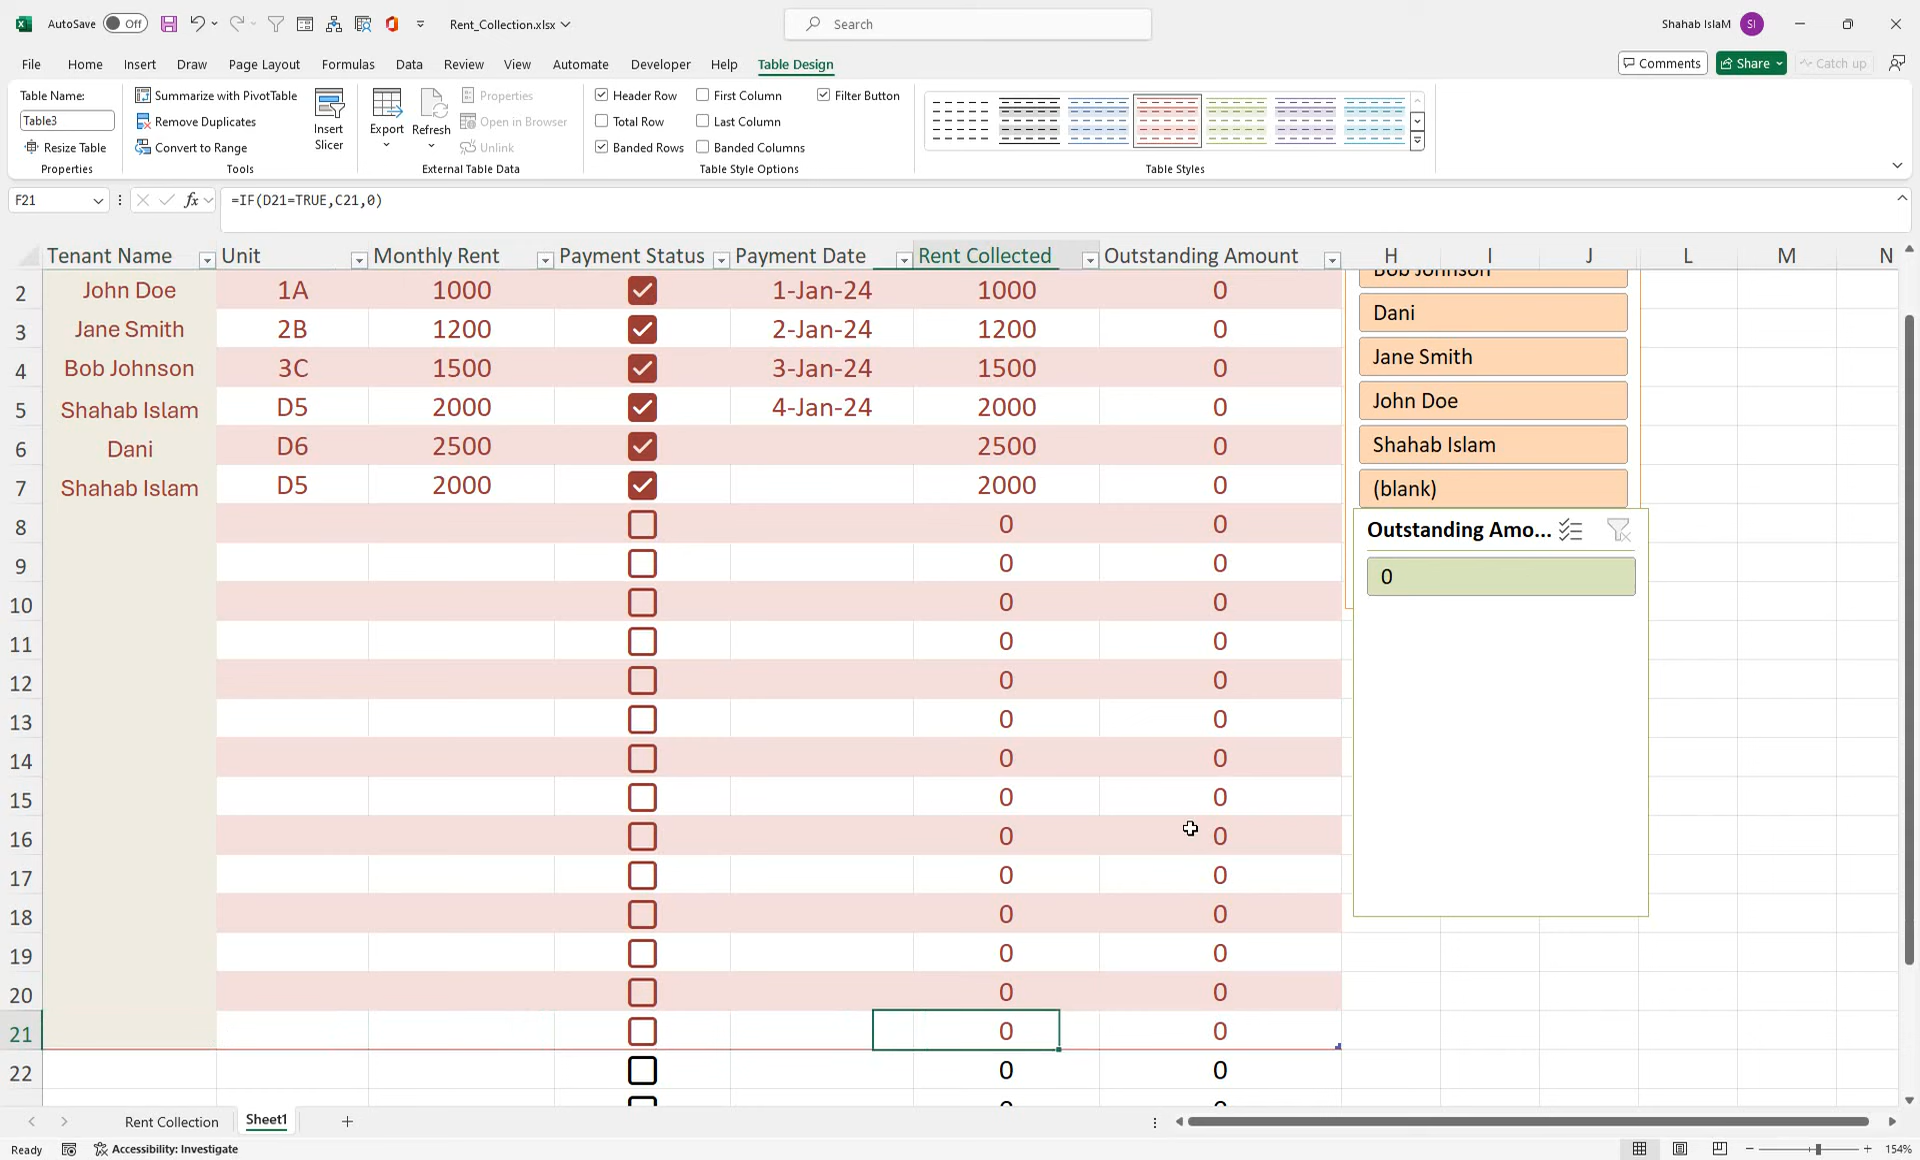 AutoSave Off Rent_Collection.xlsx Search Shahab IslaM SI
File Home Insert Draw Page Layout Formulas Data Review View Automate Developer Help Table Design Comments Share Catch up
Table Name:
Table3
Resize Table
Properties
Summarize with PivotTable
Remove Duplicates
Convert to Range
Tools
Insert
Slicer
Export Refresh
Properties
Open in Browser
Unlink
External Table Data
Header Row First Column Filter Button
Total Row Last Column
Banded Rows Banded Columns
Table Style Options
Table Styles
F21 fx =IF(D21=TRUE,C21,0)
Tenant Name Unit Monthly Rent Payment Status Payment Date Rent Collected Outstanding Amount H I J L M N
2 John Doe 1A 1000 1-Jan-24 1000 0
3 Jane Smith 2B 1200 2-Jan-24 1200 0
4 Bob Johnson 3C 1500 3-Jan-24 1500 0
5 Shahab Islam D5 2000 4-Jan-24 2000 0
6 Dani D6 2500 2500 0
7 Shahab Islam D5 2000 2000 0
8 0 0
9 0 0
10 0 0
11 0 0
12 0 0
13 0 0
14 0 0
15 0 0
16 0 0
17 0 0
18 0 0
19 0 0
20 0 0
21 0 0
22 0 0
Bob Johnson
Dani
Jane Smith
John Doe
Shahab Islam
(blank)
Outstanding Amo...
0
Rent Collection Sheet1
Ready Accessibility: Investigate 154%